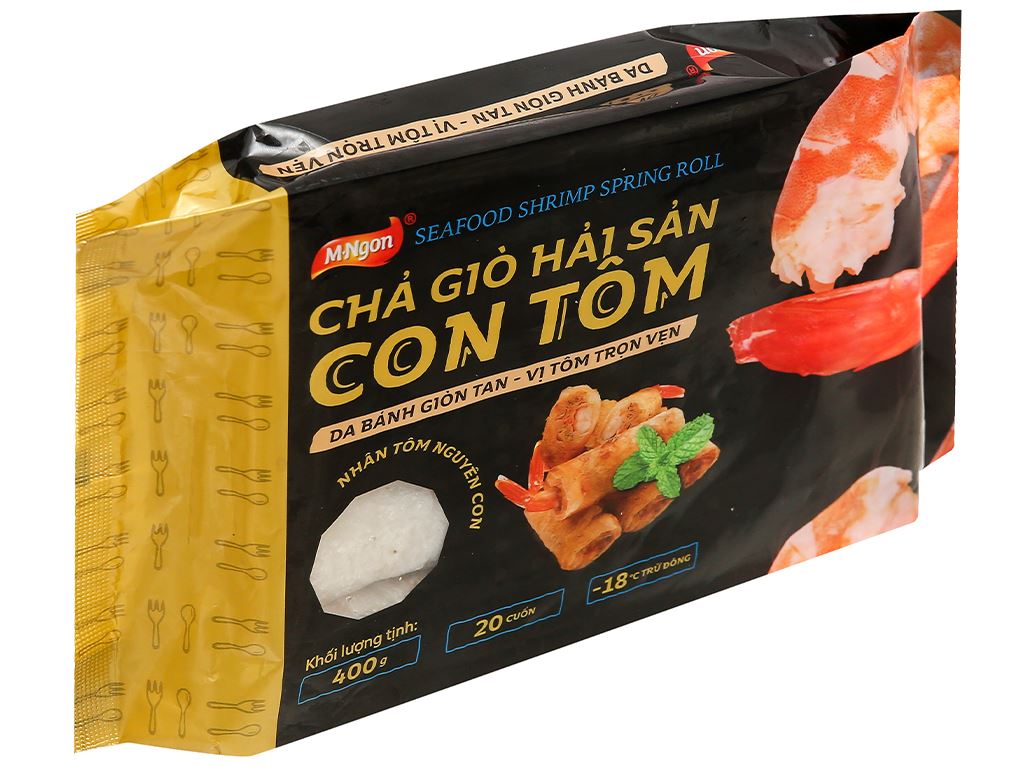 DA BÁNH GIÒN TAN - VỊ TÔM TRỌN VẸN
M-Ngon®
SEAFOOD SHRIMP SPRING ROLL
CHẢ GIÒ HẢI SẢN
CON TÔM
DA BÁNH GIÒN TAN - VỊ TÔM TRỌN VẸN
NHÂN TÔM NGUYÊN CON
Khối lượng tịnh:
400g
20 CUỐN
-18°C TRỮ ĐÔNG